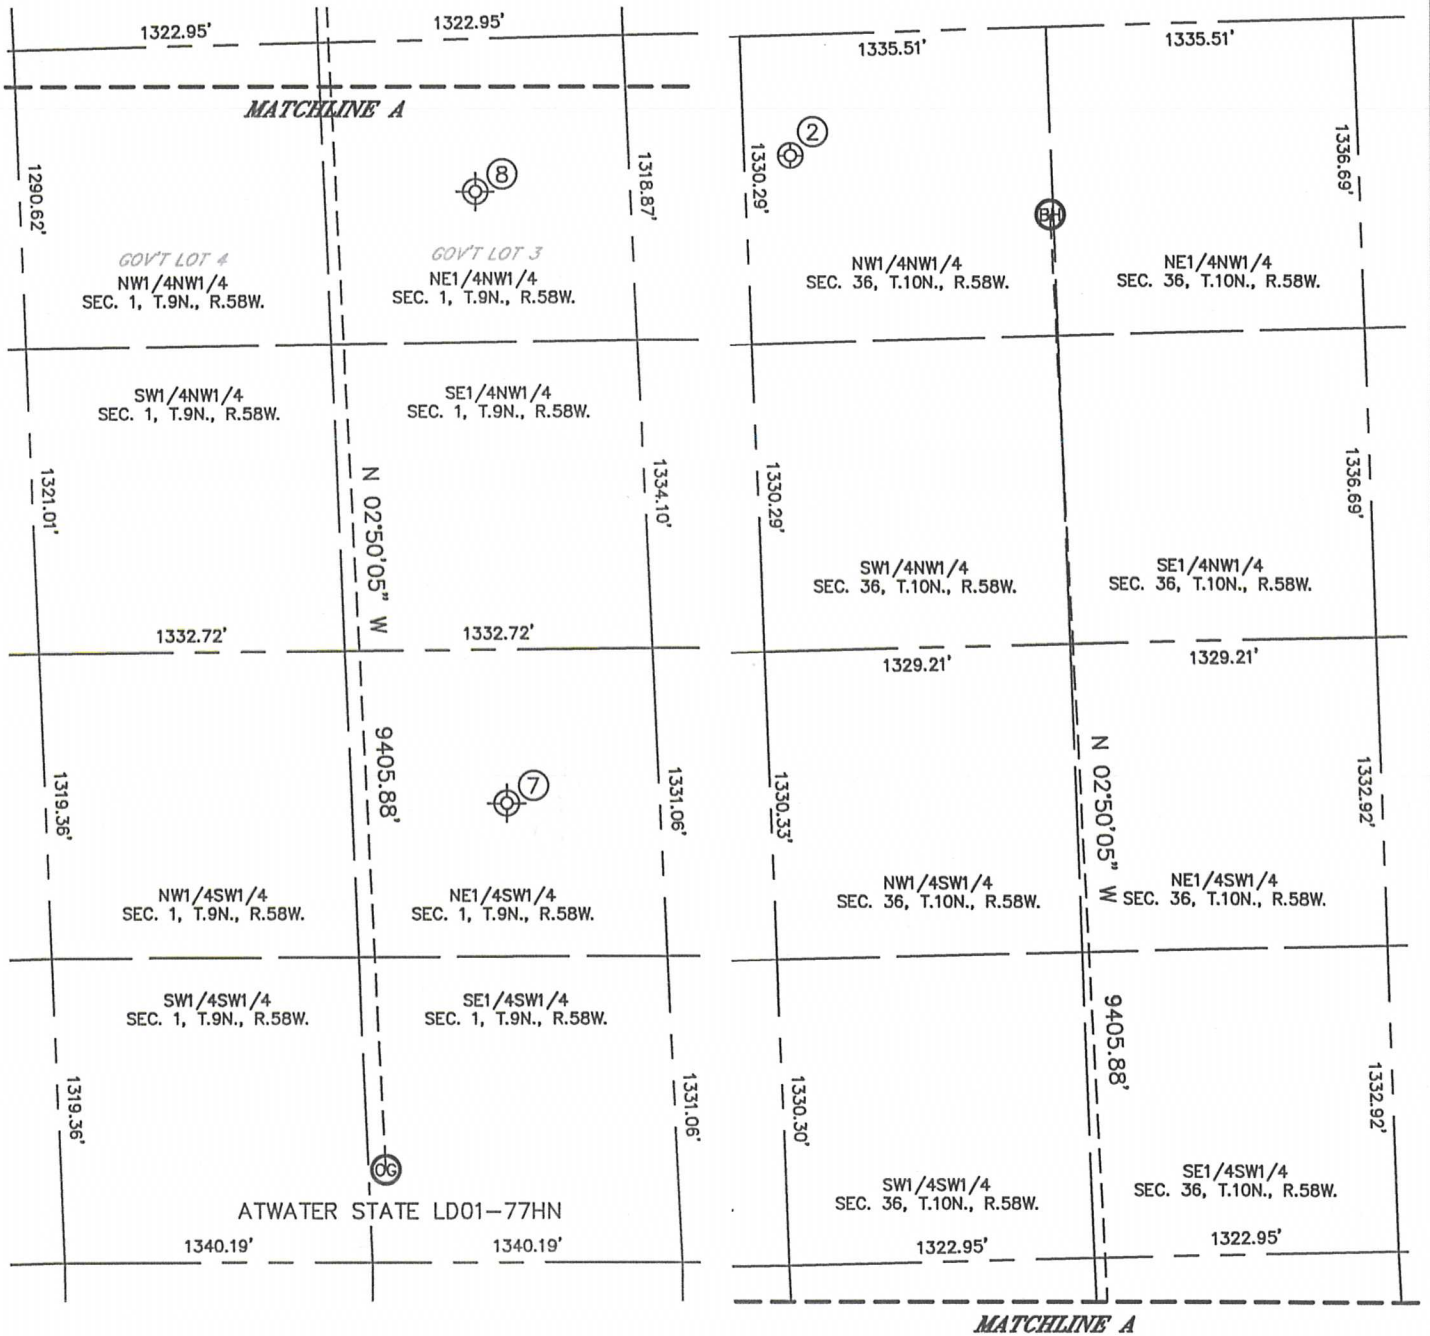 1322.95'
1322.95'
MATCHLINE A
1290.62'
1318.87'
8
GOV'T LOT 4
NW1/4NW1/4
SEC. 1, T.9N., R.58W.
GOV'T LOT 3
NE1/4NW1/4
SEC. 1, T.9N., R.58W.
SW1/4NW1/4
SEC. 1, T.9N., R.58W.
SE1/4NW1/4
SEC. 1, T.9N., R.58W.
1321.01'
N 02°50'05" W
1334.10'
1332.72'
1332.72'
9405.88'
7
1319.36'
1331.06'
NW1/4SW1/4
SEC. 1, T.9N., R.58W.
NE1/4SW1/4
SEC. 1, T.9N., R.58W.
SW1/4SW1/4
SEC. 1, T.9N., R.58W.
SE1/4SW1/4
SEC. 1, T.9N., R.58W.
1319.36'
1331.06'
OG
ATWATER STATE LD01-77HN
1340.19'
1340.19'
1335.51'
1335.51'
2
1330.29'
1336.69'
BH
NW1/4NW1/4
SEC. 36, T.10N., R.58W.
NE1/4NW1/4
SEC. 36, T.10N., R.58W.
1330.29'
1336.69'
SW1/4NW1/4
SEC. 36, T.10N., R.58W.
SE1/4NW1/4
SEC. 36, T.10N., R.58W.
1329.21'
1329.21'
N 02°50'05" W
1330.33'
1332.92'
NW1/4SW1/4
SEC. 36, T.10N., R.58W.
NE1/4SW1/4
SEC. 36, T.10N., R.58W.
9405.88'
1330.30'
1332.92'
SW1/4SW1/4
SEC. 36, T.10N., R.58W.
SE1/4SW1/4
SEC. 36, T.10N., R.58W.
1322.95'
1322.95'
MATCHLINE A